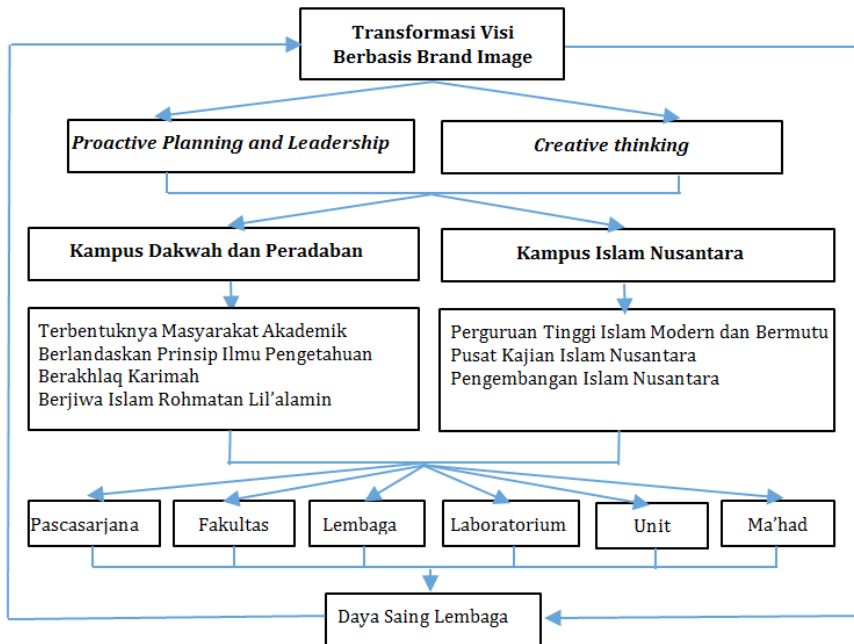 Transformasi Visi
Berbasis Brand Image
Proactive Planning and Leadership
Creative thinking
Kampus Dakwah dan Peradaban
Kampus Islam Nusantara
Terbentuknya Masyarakat Akademik
Berlandaskan Prinsip Ilmu Pengetahuan
Berakhlaq Karimah
Berjiwa Islam Rohmatan Lil’alamin
Perguruan Tinggi Islam Modern dan Bermutu
Pusat Kajian Islam Nusantara
Pengembangan Islam Nusantara
Pascasarjana
Fakultas
Lembaga
Laboratorium
Unit
Ma’had
Daya Saing Lembaga